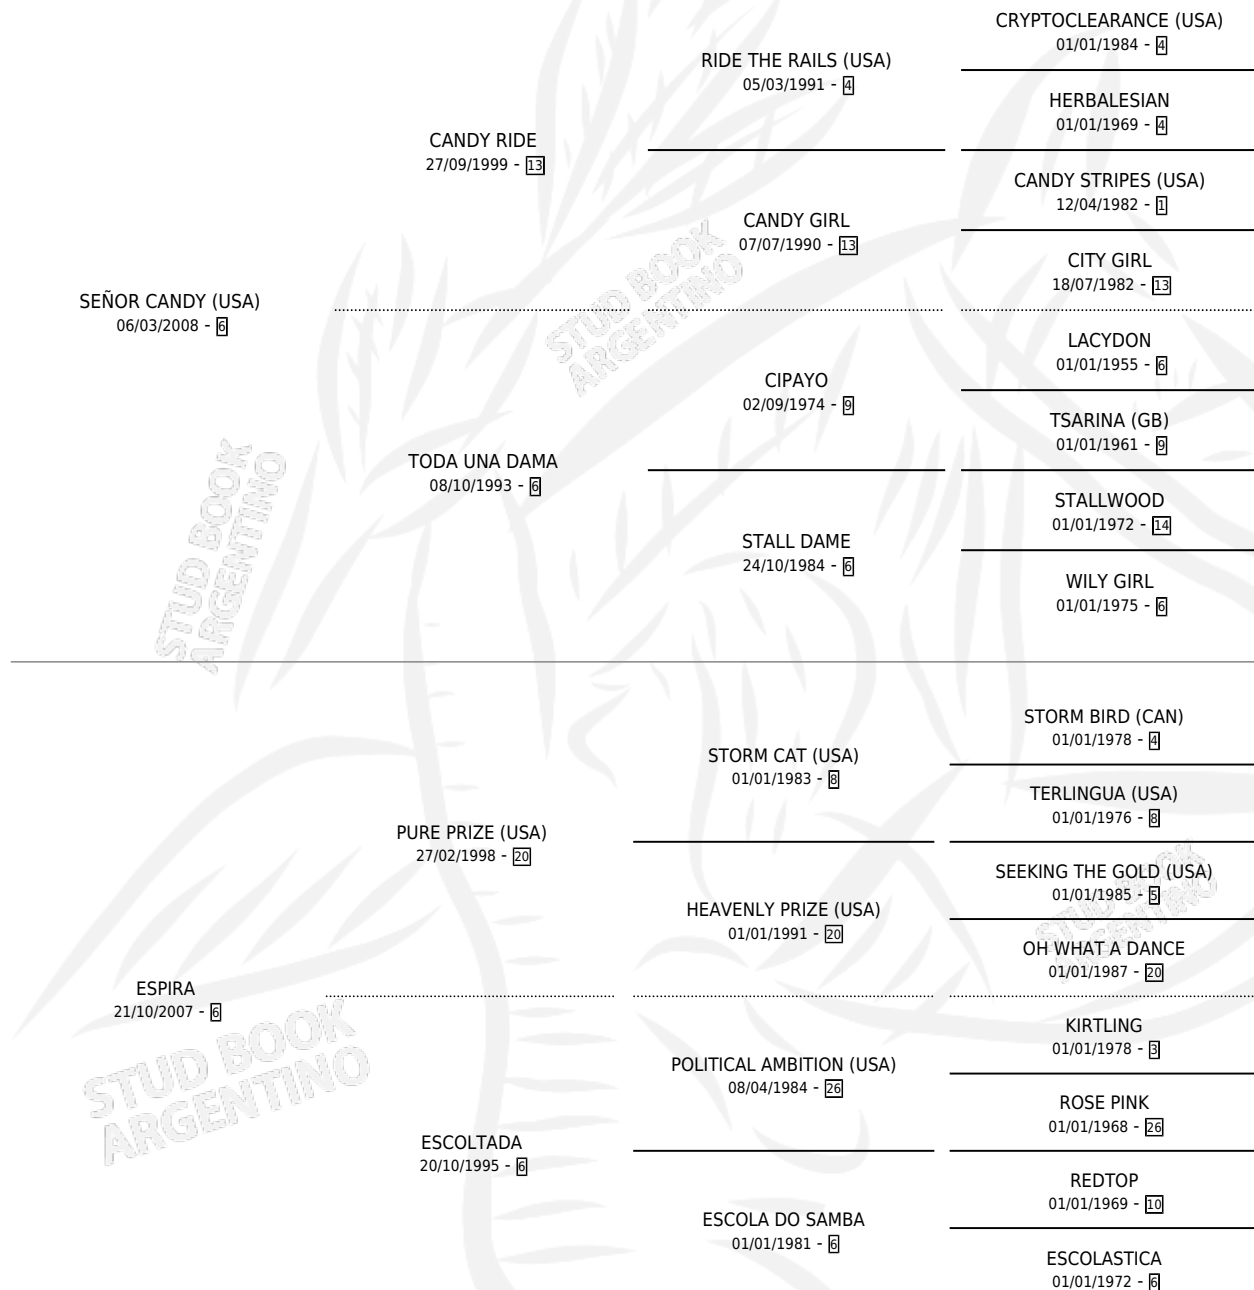 CRYPTOCLEARANCE (USA)
01/01/1984 - 4
RIDE THE RAILS (USA)
05/03/1991 - 4
HERBALESIAN
01/01/1969 - 4
CANDY RIDE
27/09/1999 - 13
CANDY STRIPES (USA)
12/04/1982 - 1
CANDY GIRL
07/07/1990 - 13
CITY GIRL
18/07/1982 - 13
SEÑOR CANDY (USA)
06/03/2008 - 6
STUD BOOK
ARGENTINO
LACYDON
01/01/1955 - 6
CIPAYO
02/09/1974 - 9
TSARINA (GB)
01/01/1961 - 9
TODA UNA DAMA
08/10/1993 - 6
STALLWOOD
01/01/1972 - 14
STALL DAME
24/10/1984 - 6
WILY GIRL
01/01/1975 - 6
STUD BOOK
ARGENTINO
STORM BIRD (CAN)
01/01/1978 - 4
STORM CAT (USA)
01/01/1983 - 8
TERLINGUA (USA)
01/01/1976 - 8
PURE PRIZE (USA)
27/02/1998 - 20
SEEKING THE GOLD (USA)
01/01/1985 - 5
HEAVENLY PRIZE (USA)
01/01/1991 - 20
STUD BOOK
ARGENTINO
OH WHAT A DANCE
01/01/1987 - 20
ESPIRA
21/10/2007 - 6
KIRTLING
01/01/1978 - 3
POLITICAL AMBITION (USA)
08/04/1984 - 26
STUD BOOK
ARGENTINO
ROSE PINK
01/01/1968 - 26
ESCOLTADA
20/10/1995 - 6
REDTOP
01/01/1969 - 10
ESCOLA DO SAMBA
01/01/1981 - 6
ESCOLASTICA
01/01/1972 - 6